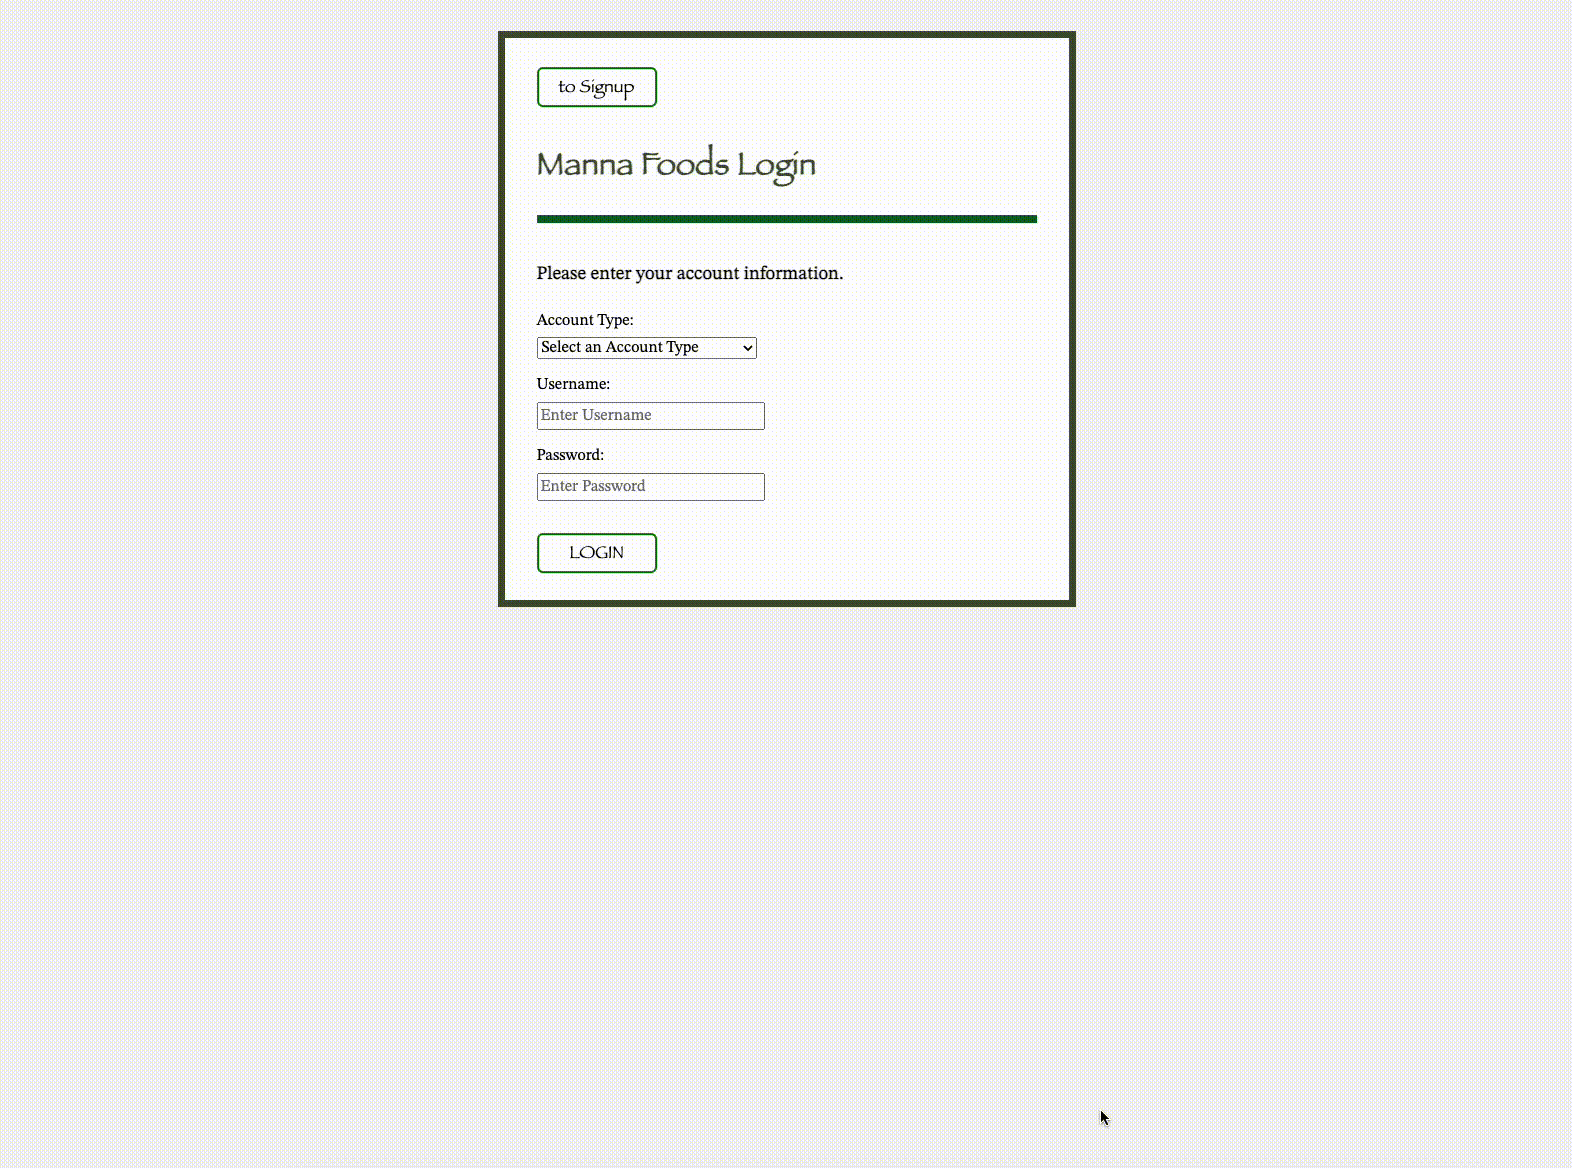 to Signup
Manna Foods Login
Please enter your account information.
Account Type:
Select an Account Type
Username:
Enter Username
Password:
Enter Password
LOGIN